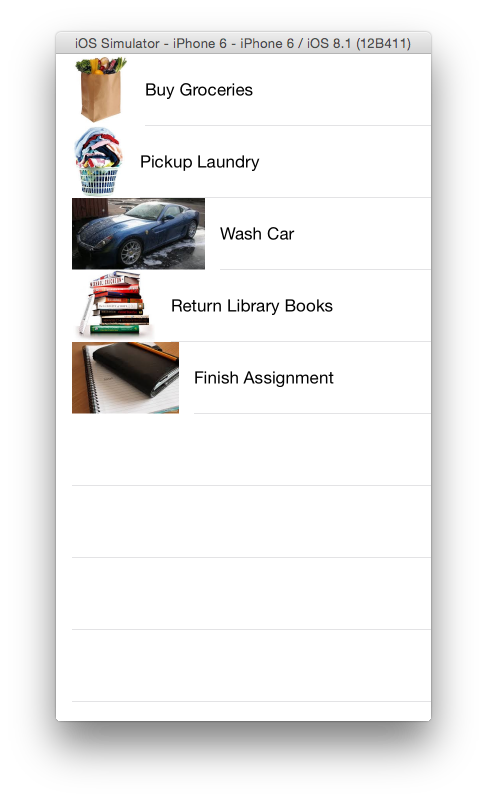 iOS Simulator - iPhone 6 - iPhone 6 / iOS 8.1 (12B411)
Buy Groceries
Pickup Laundry
Wash Car
Return Library Books
Finish Assignment